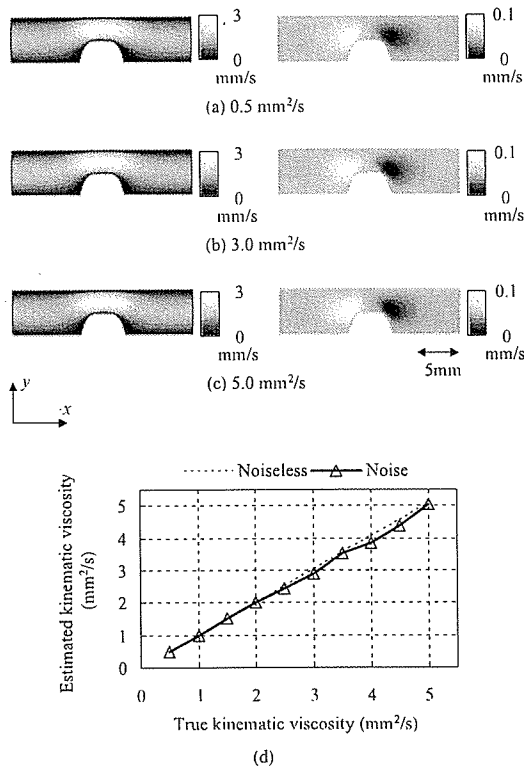 3
0
mm/s
0.1
0
mm/s
(a) 0.5 mm²/s
3
0
mm/s
0.1
0
mm/s
(b) 3.0 mm²/s
3
0
mm/s
0.1
0
mm/s
(c) 5.0 mm²/s
5mm
y
x
Noiseless
Noise
Estimated kinematic viscosity
(mm²/s)
5
4
3
2
1
0
0 1 2 3 4 5
True kinematic viscosity (mm²/s)
(d)